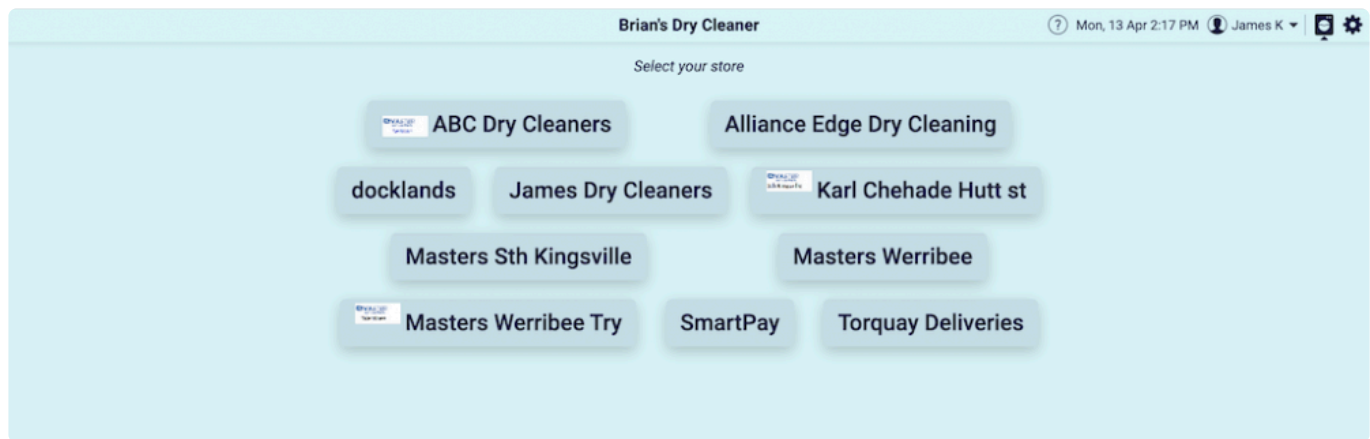 Brian's Dry Cleaner
? Mon, 13 Apr 2:17 PM James K
Select your store
ABC Dry Cleaners
Alliance Edge Dry Cleaning
docklands
James Dry Cleaners
Karl Chehade Hutt st
Masters Sth Kingsville
Masters Werribee
Masters Werribee Try
SmartPay
Torquay Deliveries